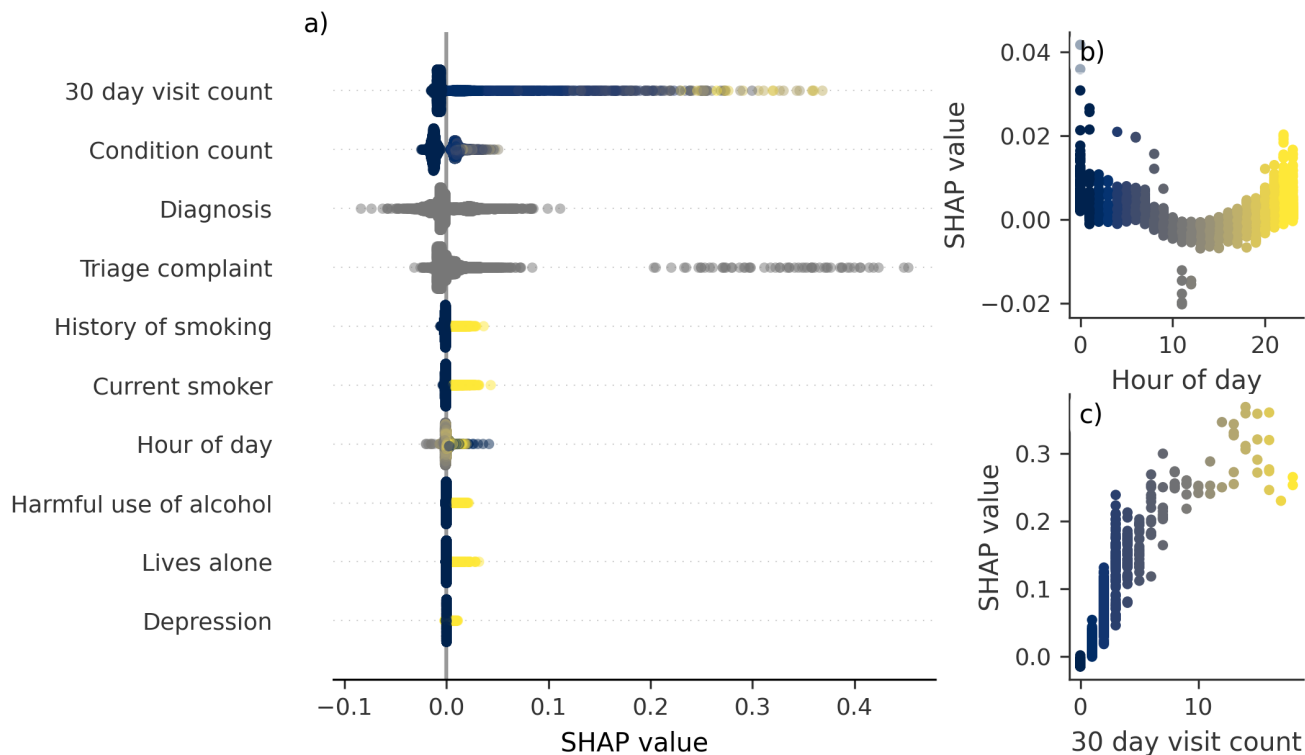 a)
30 day visit count
Condition count
Diagnosis
Triage complaint
History of smoking
Current smoker
Hour of day
Harmful use of alcohol
Lives alone
Depression
−0.1 0.0 0.1 0.2 0.3 0.4
SHAP value
b)
0.04
0.02
0.00
−0.02
SHAP value
0 10 20
Hour of day
c)
0.3
0.2
0.1
0.0
SHAP value
0 10
30 day visit count